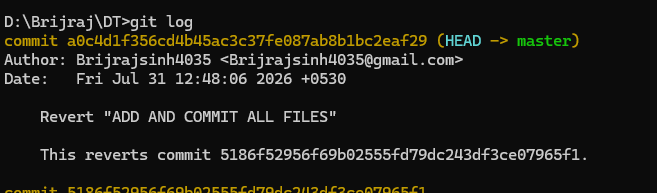 D:\Brijraj\DT>git log
commit a0c4d1f356cd4b45ac3c37fe087ab8b1bc2eaf29 (HEAD -> master)
Author: Brijrajsinh4035 <Brijrajsinh4035@gmail.com>
Date:   Fri Jul 31 12:48:06 2026 +0530
    Revert "ADD AND COMMIT ALL FILES"
    This reverts commit 5186f52956f69b02555fd79dc243df3ce07965f1.
commit 5186f52956f69b02555fd79dc243df3ce07965f1